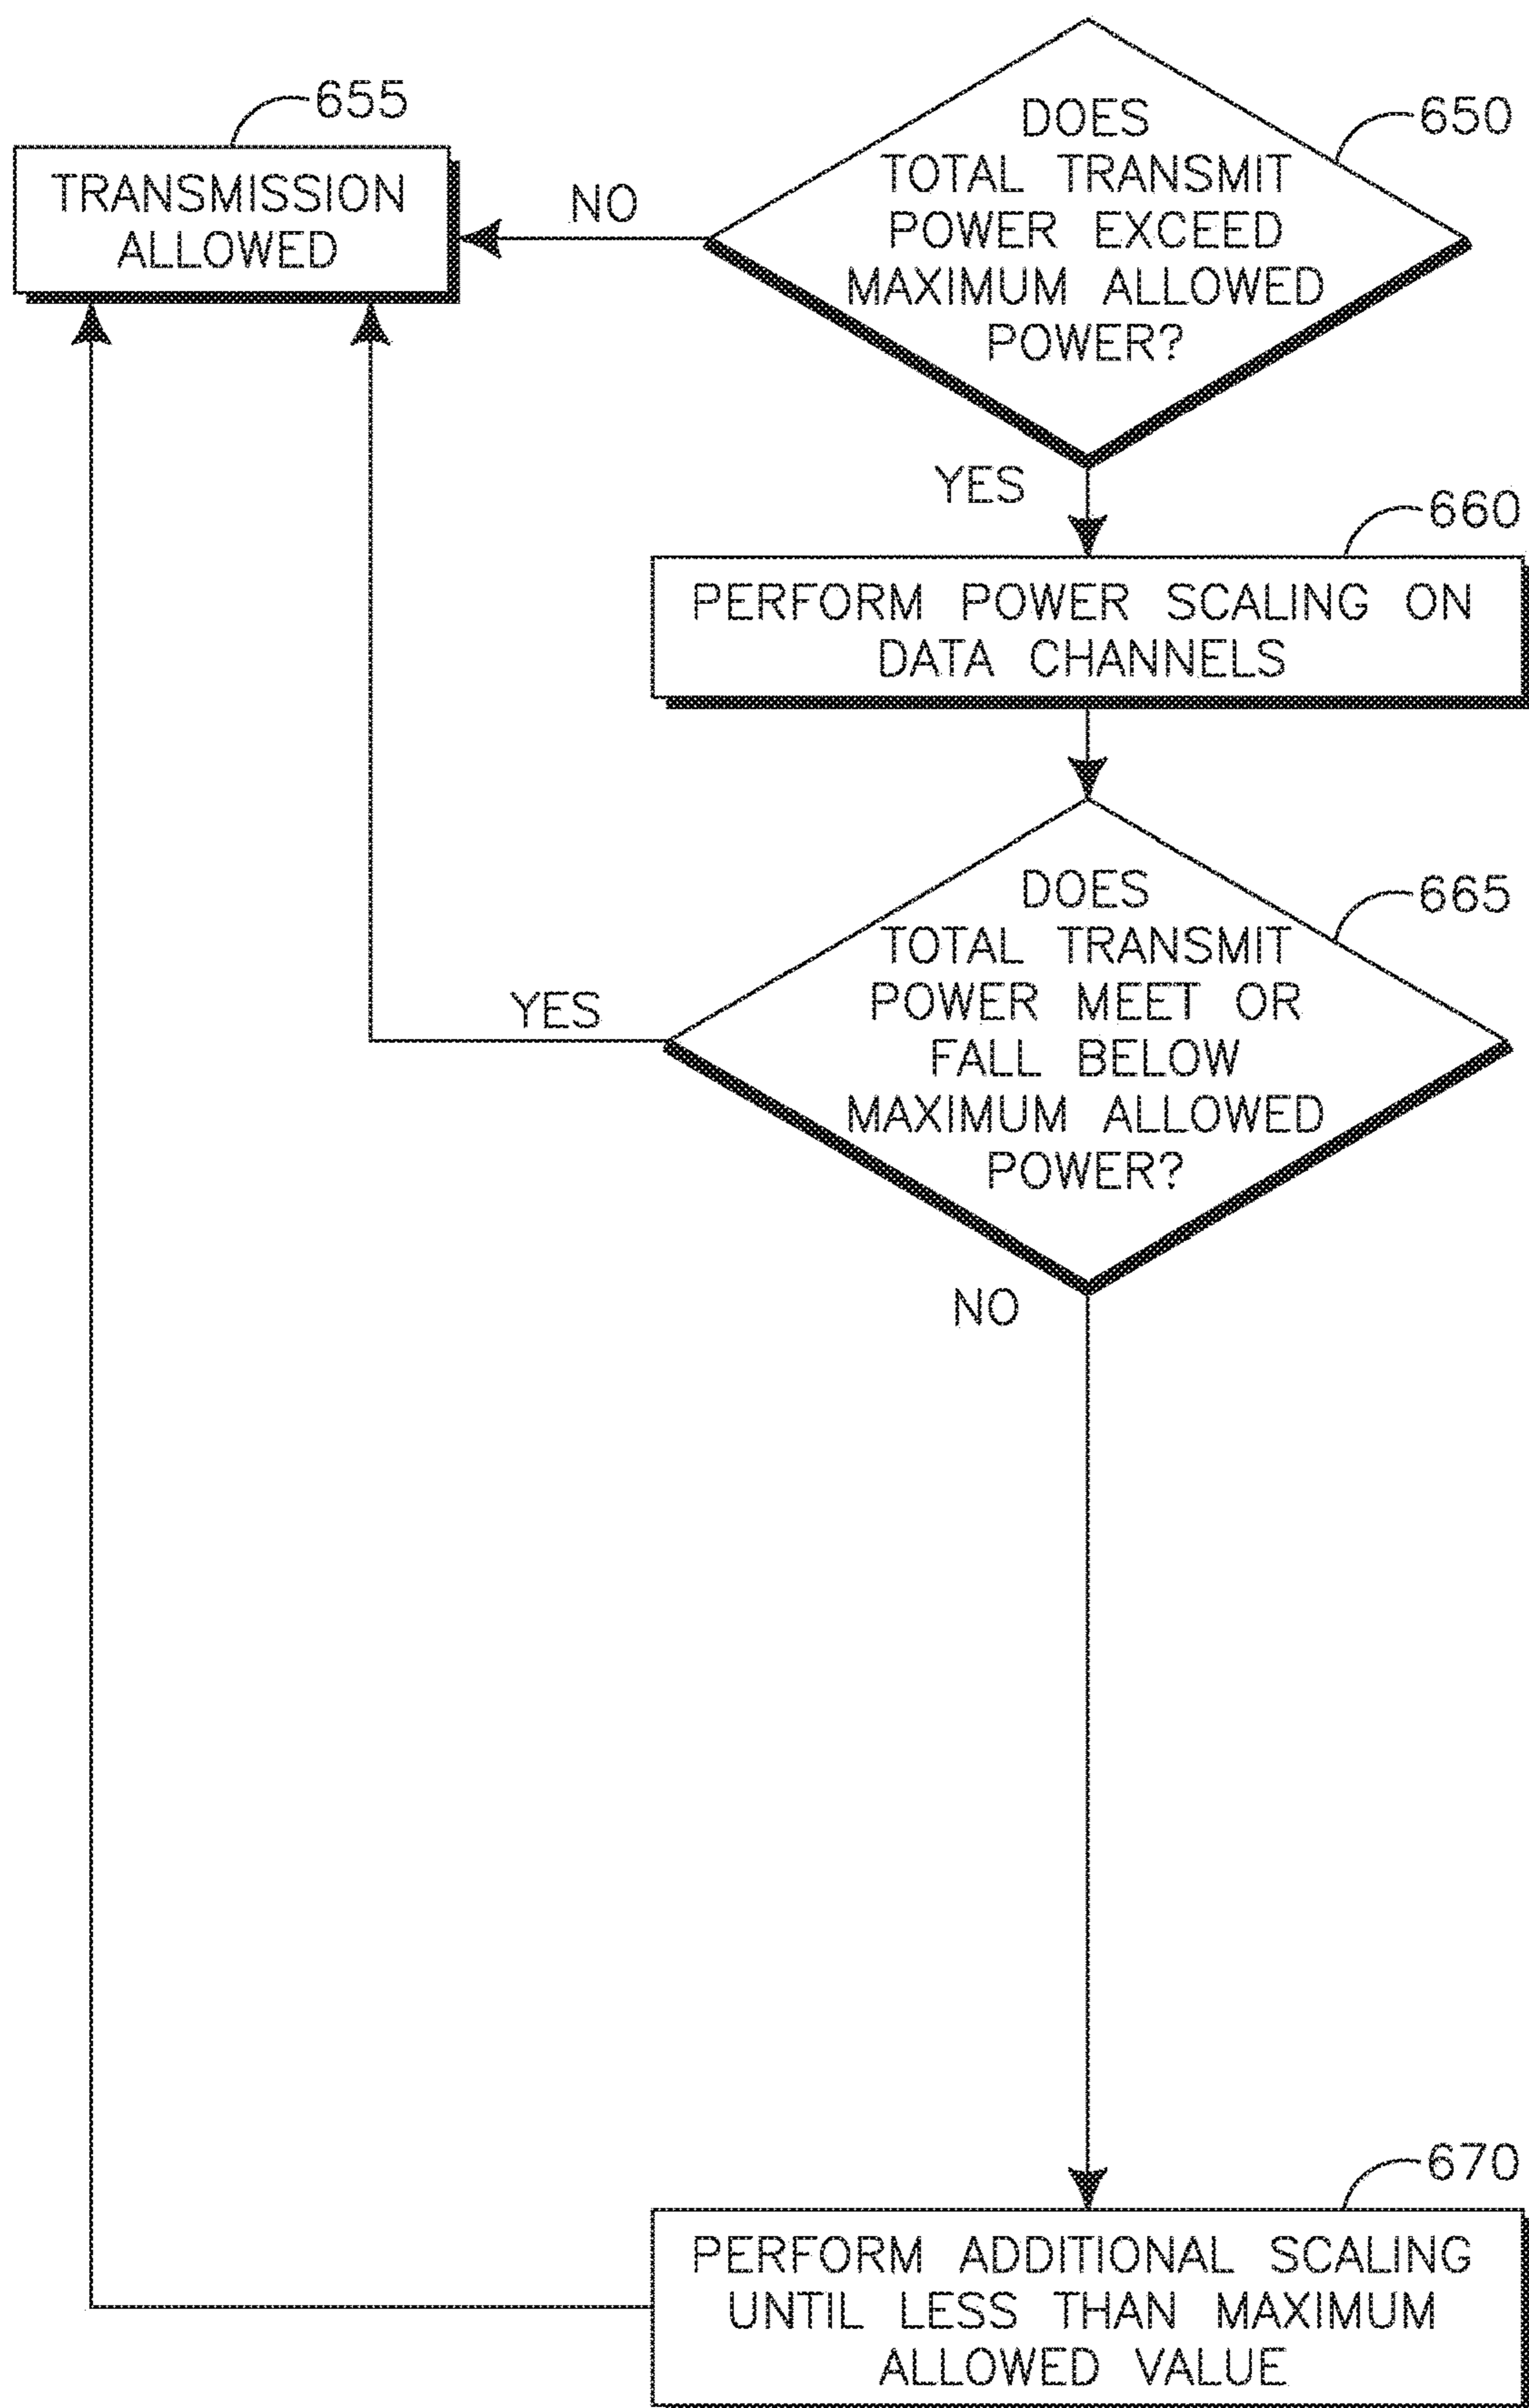 655
TRANSMISSION
ALLOWED
NO
DOES
TOTAL TRANSMIT
POWER EXCEED
MAXIMUM ALLOWED
POWER?
650
YES
660
PERFORM POWER SCALING ON
DATA CHANNELS
DOES
TOTAL TRANSMIT
POWER MEET OR
FALL BELOW
MAXIMUM ALLOWED
POWER?
665
YES
NO
670
PERFORM ADDITIONAL SCALING
UNTIL LESS THAN MAXIMUM
ALLOWED VALUE